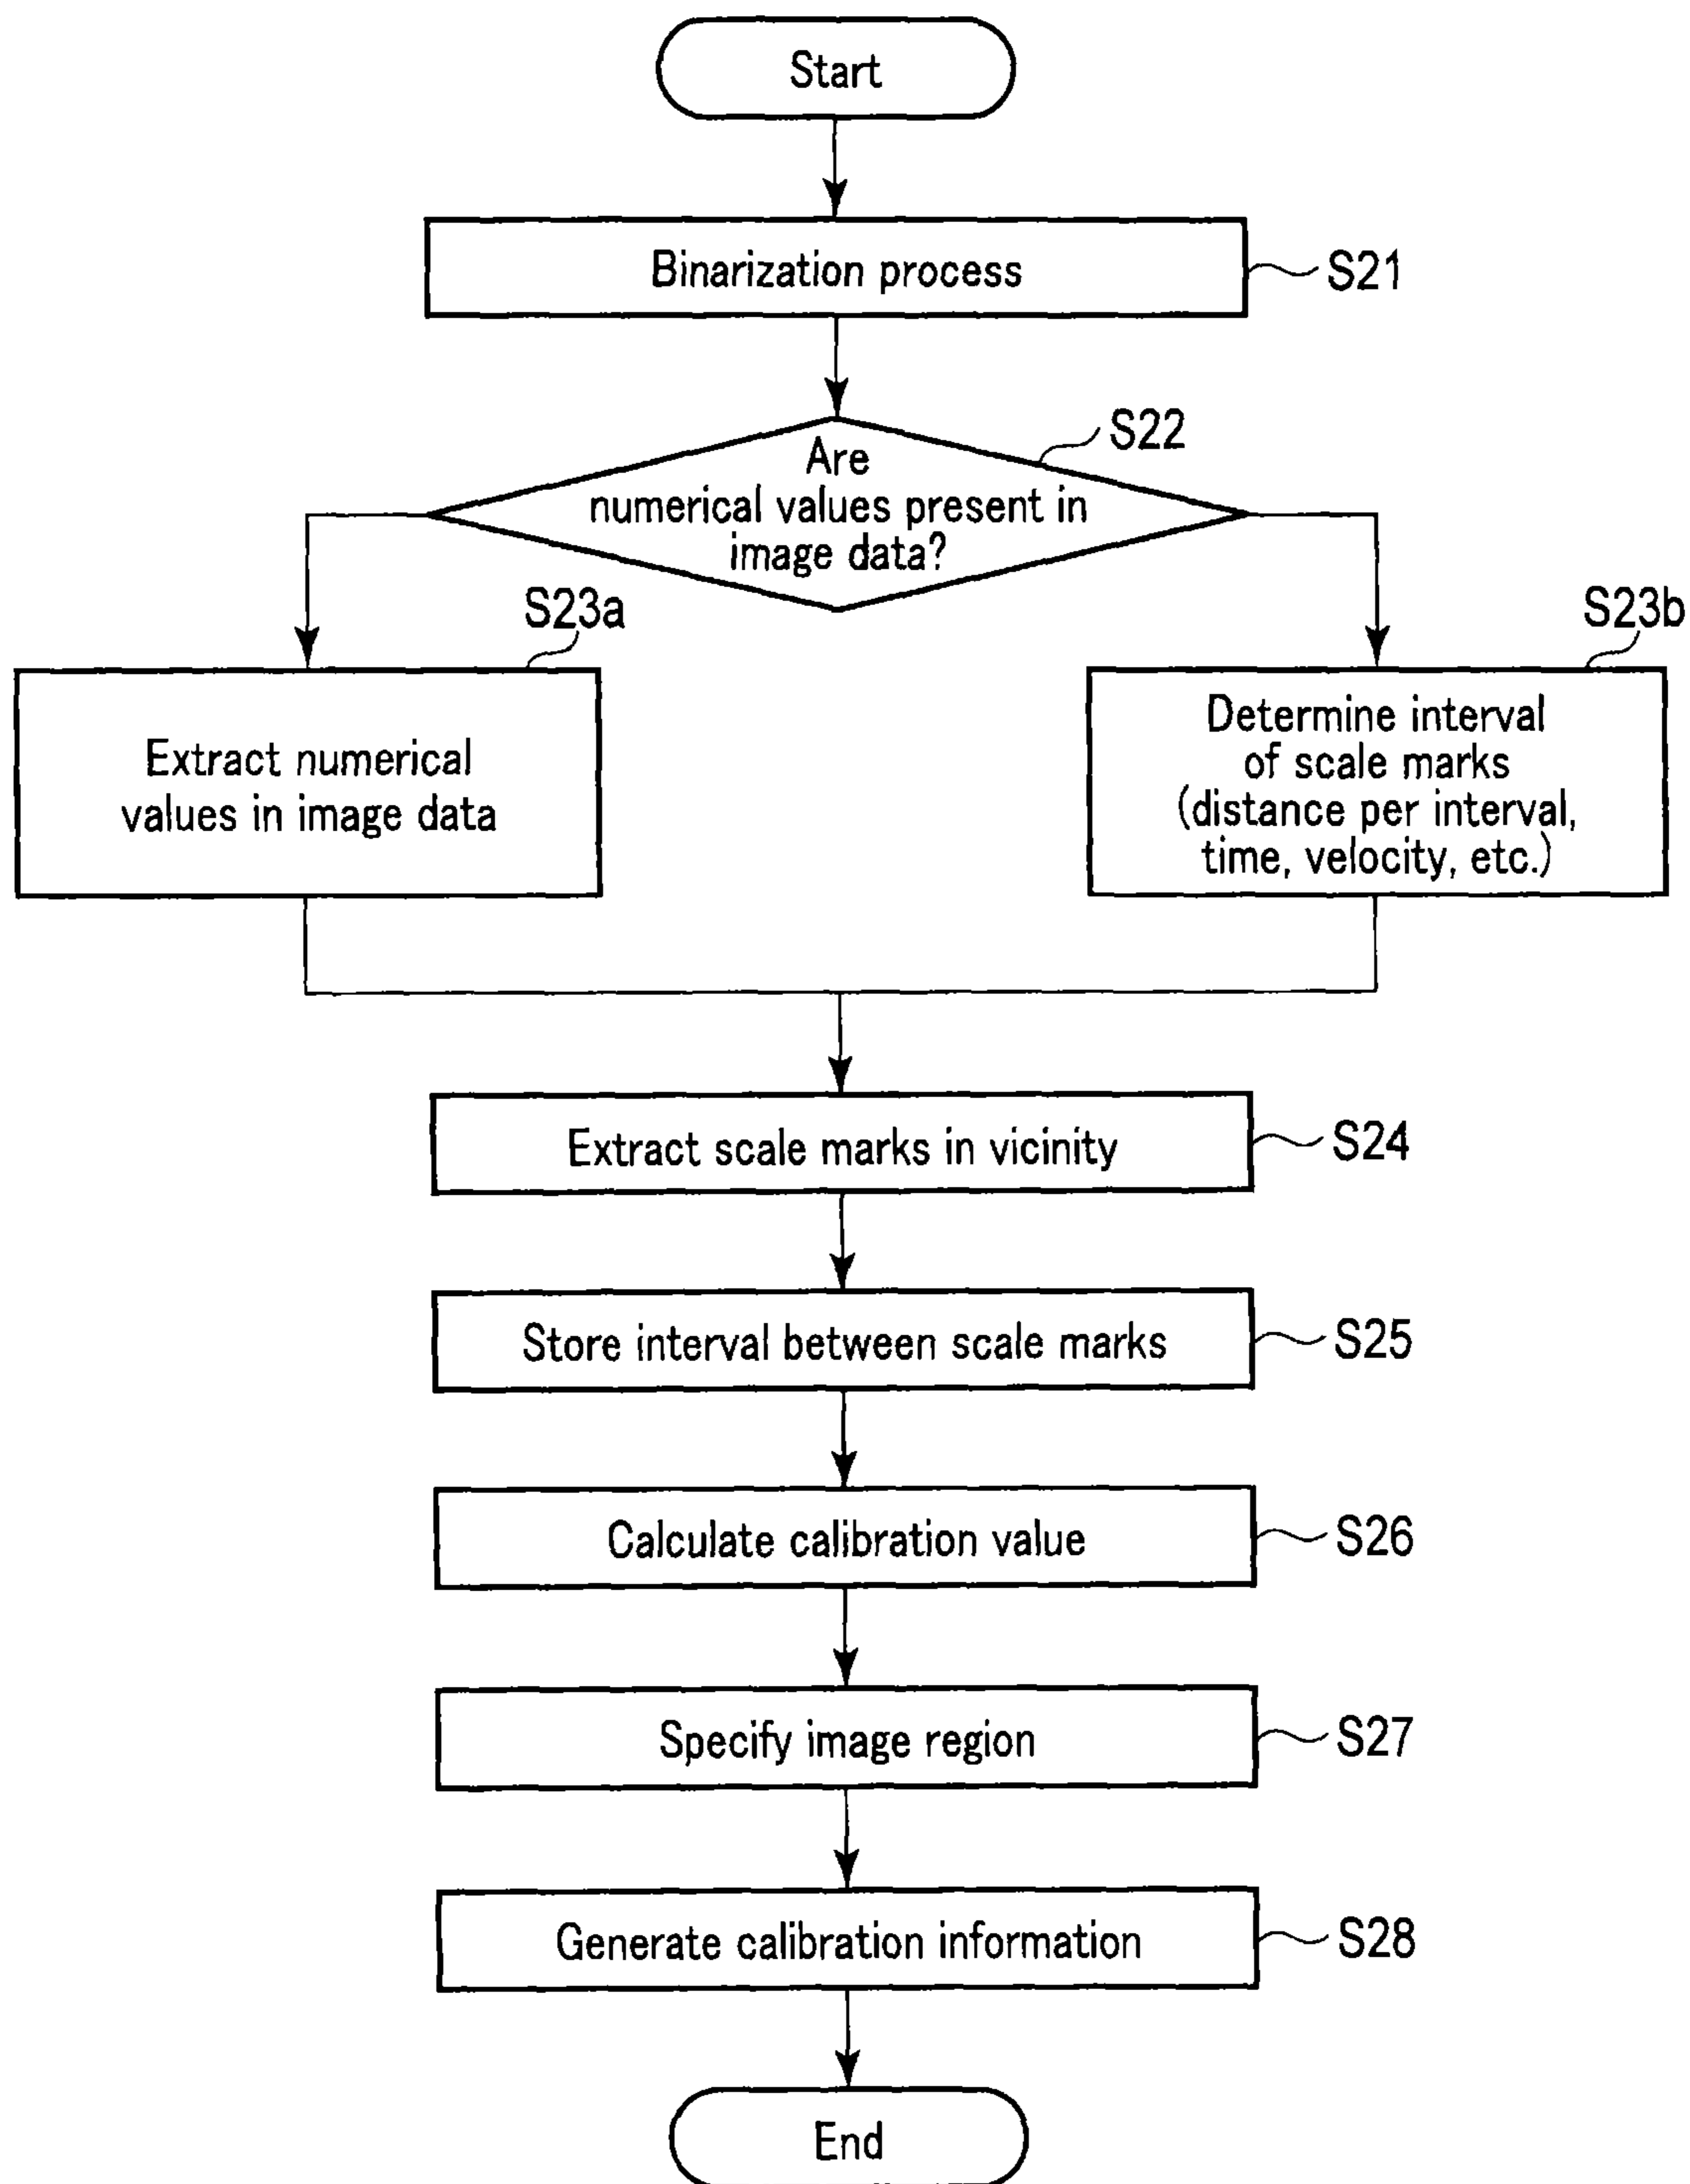 Start
Binarization process
S21
S22
Are
numerical values present in
image data?
S23a
S23b
Extract numerical
values in image data
Determine interval
of scale marks
(distance per interval,
time, velocity, etc.)
Extract scale marks in vicinity
S24
Store interval between scale marks
S25
Calculate calibration value
S26
Specify image region
S27
Generate calibration information
S28
End